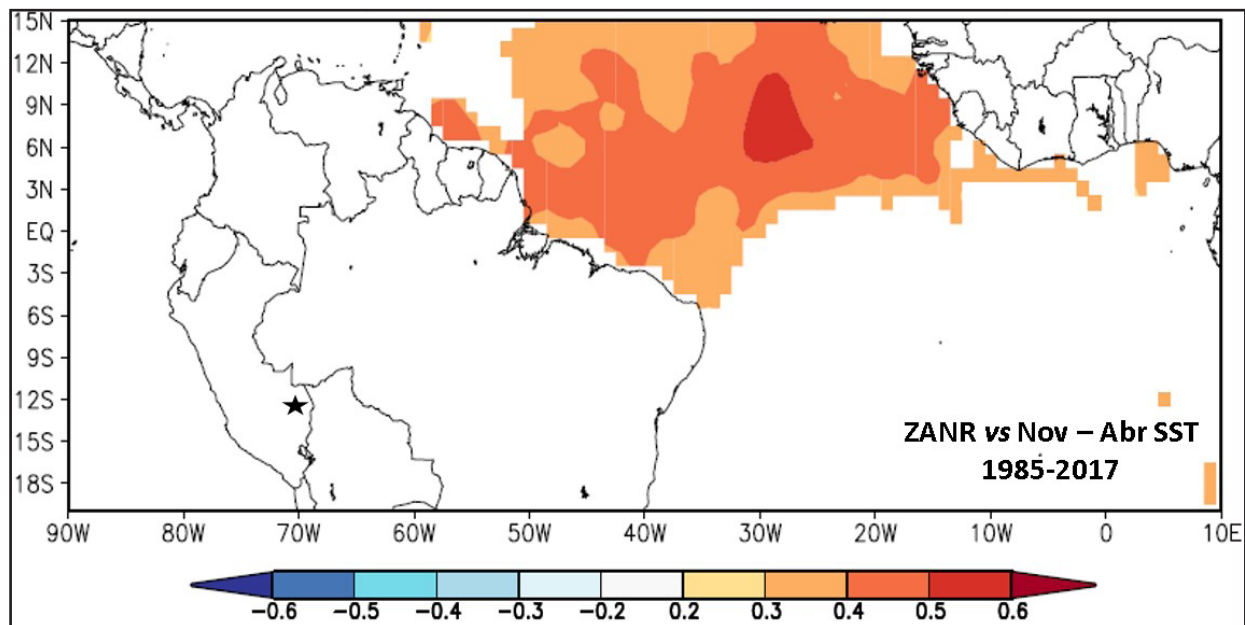 15N
12N
9N
6N
3N
EQ
3S
6S
9S
12S
15S
18S
ZANR vs Nov – Abr SST
1985-2017
90W 80W 70W 60W 50W 40W 30W 20W 10W 0 10E
−0.6 −0.5 −0.4 −0.3 −0.2 0.2 0.3 0.4 0.5 0.6